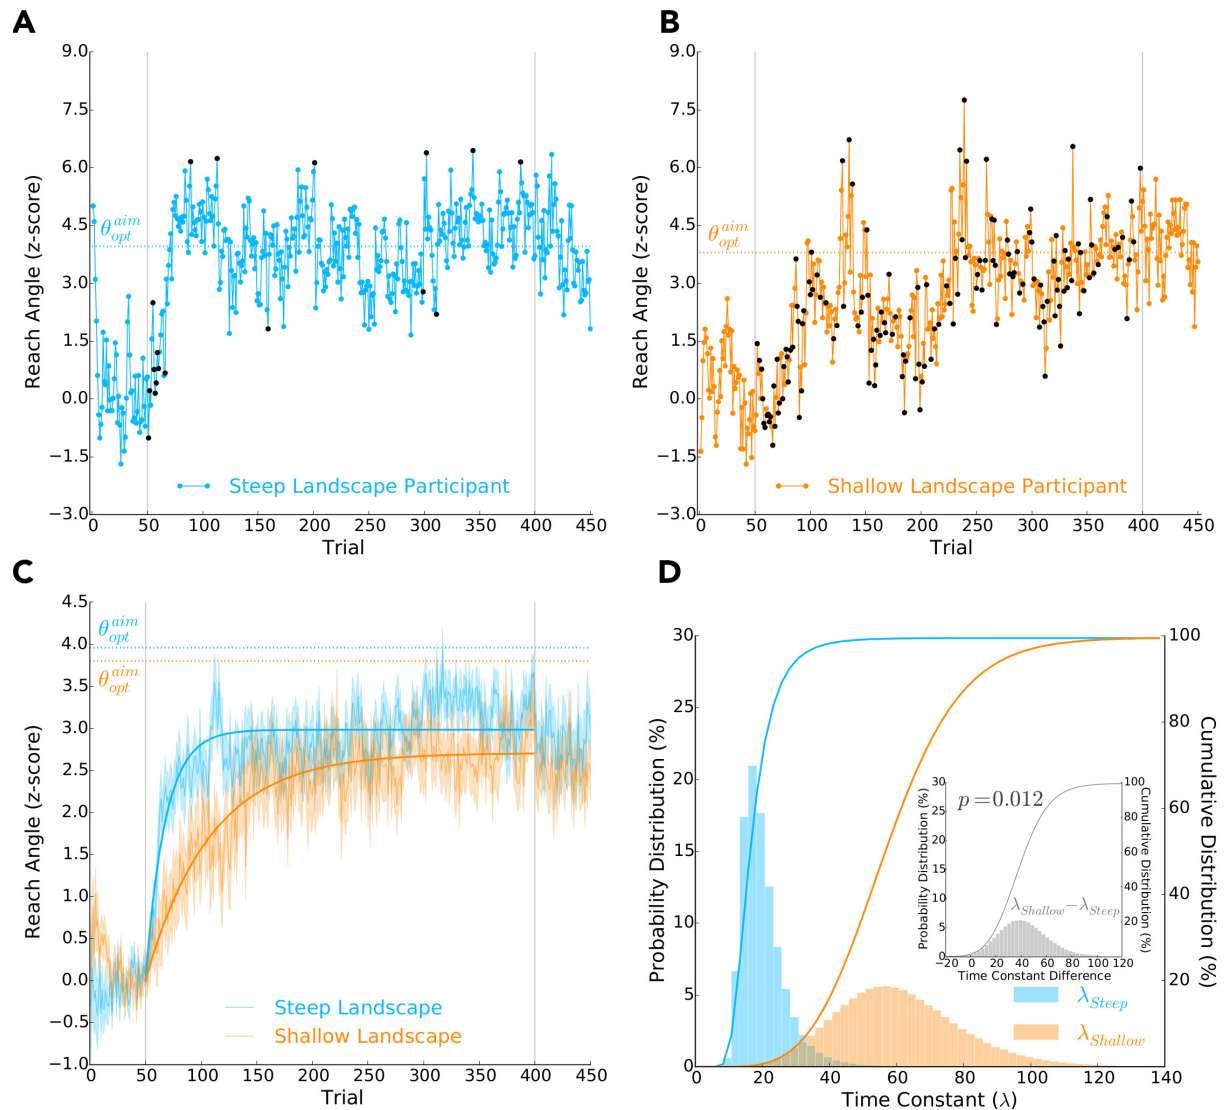 A
9.0
7.5
6.0
4.5
3.0
1.5
0.0
−1.5
−3.0
Reach Angle (z-score)
θ_opt^aim
Steep Landscape Participant
0 50 100 150 200 250 300 350 400 450
Trial
B
9.0
7.5
6.0
4.5
3.0
1.5
0.0
−1.5
−3.0
Reach Angle (z-score)
θ_opt^aim
Shallow Landscape Participant
0 50 100 150 200 250 300 350 400 450
Trial
C
4.5
4.0
3.5
3.0
2.5
2.0
1.5
1.0
0.5
0.0
−0.5
−1.0
Reach Angle (z-score)
θ_opt^aim
θ_opt^aim
Steep Landscape
Shallow Landscape
0 50 100 150 200 250 300 350 400 450
Trial
D
30
25
20
15
10
5
0
Probability Distribution (%)
100
80
60
40
20
Cumulative Distribution (%)
p=0.012
30
25
20
15
10
5
0
Probability Distribution (%)
100
80
60
40
20
Cumulative Distribution (%)
λ_Shallow−λ_Steep
−20 0 20 40 60 80 100 120
Time Constant Difference
λ_Steep
λ_Shallow
0 20 40 60 80 100 120 140
Time Constant (λ)